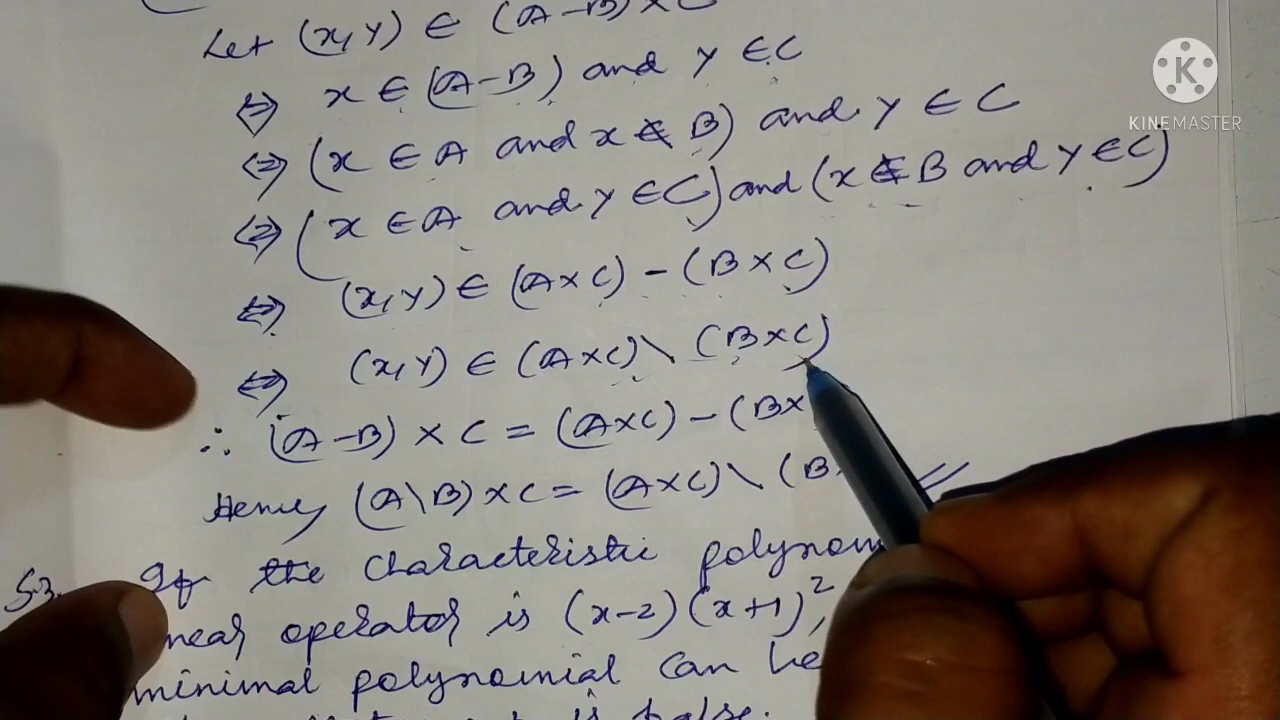 Let (x, y) ∈ (A-B) × C
K
KINEMASTER
⇔ x ∈ (A-B) and y ∈ C
⇔ (x ∈ A and x ∉ B) and y ∈ C
⇔ (x ∈ A and y ∈ C) and (x ∉ B and y ∈ C)
⇔ (x, y) ∈ (A × C) - (B × C)
⇔ (x, y) ∈ (A × C) \ (B × C)
∴ (A-B) × C = (A × C) - (B ×
Hence, (A\B) × C = (A × C) \ (B ×
If the characteristic polynom
near operator is (x-2) (x+1)²,
minimal polynomial can be
is false.